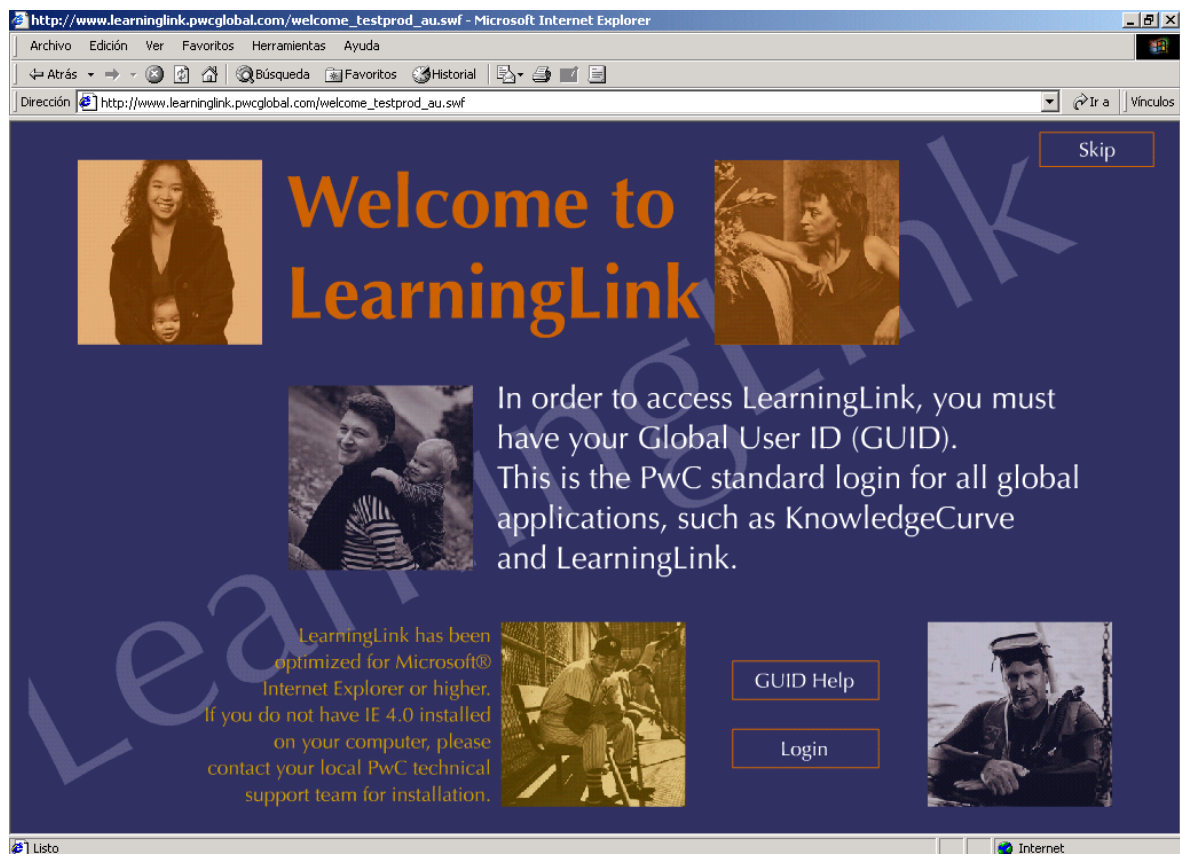 http://www.learninglink.pwcglobal.com/welcome_testprod_au.swf - Microsoft Internet Explorer
Archivo Edición Ver Favoritos Herramientas Ayuda
Atrás Búsqueda Favoritos Historial
Dirección http://www.learninglink.pwcglobal.com/welcome_testprod_au.swf Ir a Vínculos
Skip
Welcome to
LearningLink
LearningLink
In order to access LearningLink, you must
have your Global User ID (GUID).
This is the PwC standard login for all global
applications, such as KnowledgeCurve
and LearningLink.
LearningLink has been
optimized for Microsoft®
Internet Explorer or higher.
If you do not have IE 4.0 installed
on your computer, please
contact your local PwC technical
support team for installation.
GUID Help
Login
Listo Internet